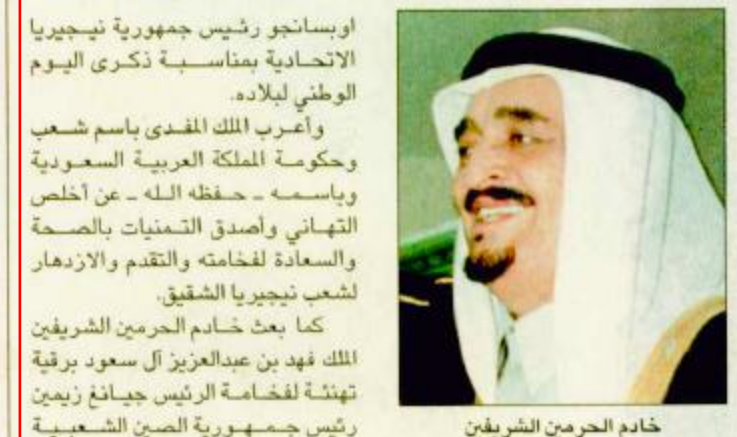 اوبسانجو رئيس جمهورية نيجيريا
الاتحادية بمناسبة ذكرى اليوم
الوطني لبلاده.
وأعرب الملك المفدى باسم شعب
وحكومة المملكة العربية السعودية
وباسمه - حفظه الله - عن أخلص
التهاني وأصدق التمنيات بالصحة
والسعادة لفخامته والتقدم والازدهار
لشعب نيجيريا الشقيق.
كما بعث خادم الحرمين الشريفين
الملك فهد بن عبدالعزيز آل سعود برقية
تهنئة لفخامة الرئيس جيانغ زيمين
رئيس جمهورية الصين الشعبية
خادم الحرمين الشريفين